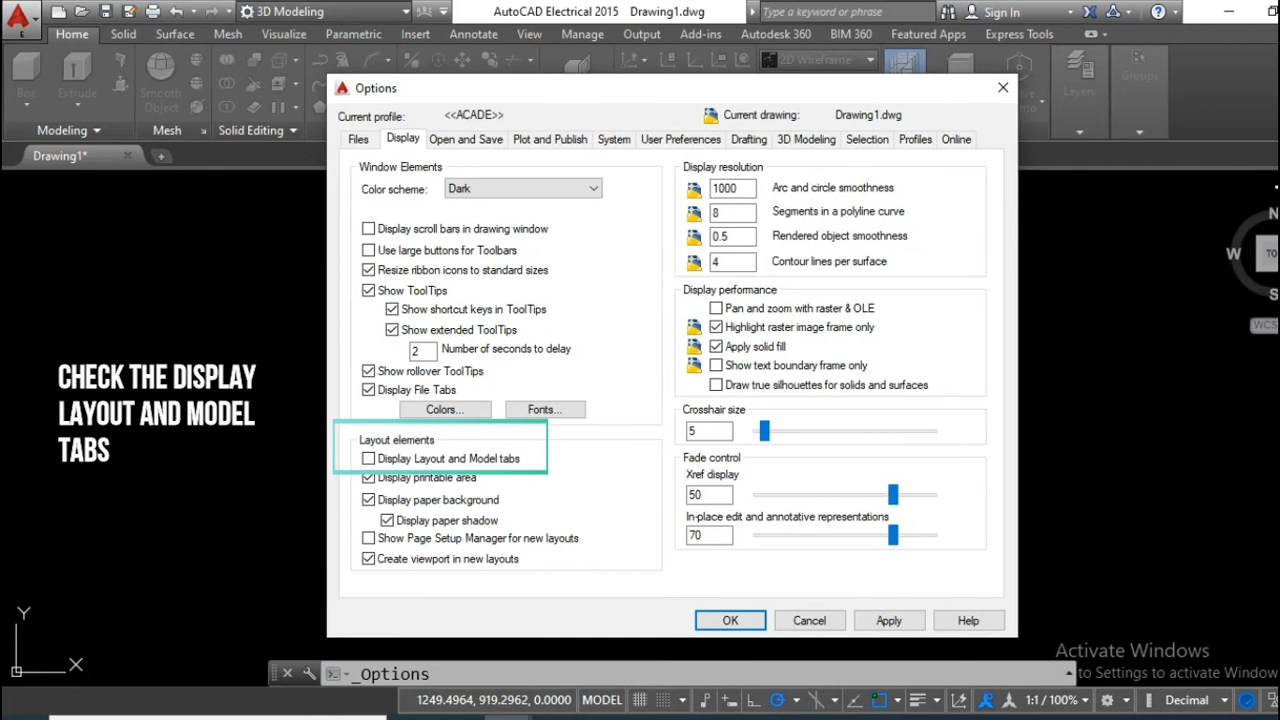 3D Modeling
AutoCAD Electrical 2015 Drawing1.dwg
Type a keyword or phrase
Sign In
E
Home Solid Surface Mesh Visualize Parametric Insert Annotate View Manage Output Add-ins Autodesk 360 BIM 360 Featured Apps Express Tools
2D Wireframe
Box Extrude Smooth Object Layers Groups
Modeling Mesh Solid Editing
Drawing1*
Options
Current profile: <<ACADE>> Current drawing: Drawing1.dwg
Files Display Open and Save Plot and Publish System User Preferences Drafting 3D Modeling Selection Profiles Online
Window Elements
Color scheme: Dark
Display scroll bars in drawing window
Use large buttons for Toolbars
Resize ribbon icons to standard sizes
Show ToolTips
Show shortcut keys in ToolTips
Show extended ToolTips
2 Number of seconds to delay
Show rollover ToolTips
Display File Tabs
Colors... Fonts...
Layout elements
Display Layout and Model tabs
Display printable area
Display paper background
Display paper shadow
Show Page Setup Manager for new layouts
Create viewport in new layouts
Display resolution
1000 Arc and circle smoothness
8 Segments in a polyline curve
0.5 Rendered object smoothness
4 Contour lines per surface
Display performance
Pan and zoom with raster & OLE
Highlight raster image frame only
Apply solid fill
Show text boundary frame only
Draw true silhouettes for solids and surfaces
Crosshair size
5
Fade control
Xref display
50
In-place edit and annotative representations
70
OK Cancel Apply Help
CHECK THE DISPLAY
LAYOUT AND MODEL
TABS
W TO
S
WCS
Y
X
Activate Windows
to Settings to activate Window
_Options
1249.4964, 919.2962, 0.0000 MODEL 1:1 / 100% Decimal